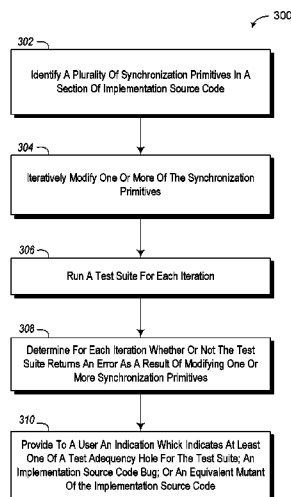 300
302
Identify A Plurality Of Synchronization Primitives In A
Section Of Implementation Source Code
304
Iteratively Modify One Or More Of The Synchronization
Primitives
306
Run A Test Suite For Each Iteration
308
Determine For Each Iteration Whether Or Not The Test
Suite Returns An Error As A Result Of Modifying One Or
More Synchronization Primitives
310
Provide To A User An Indication Which Indicates At Least
One Of A Test Adequacy Hole For The Test Suite; An
Implementation Source Code Bug; Or An Equivalent Mutant
Of the Implementation Source Code